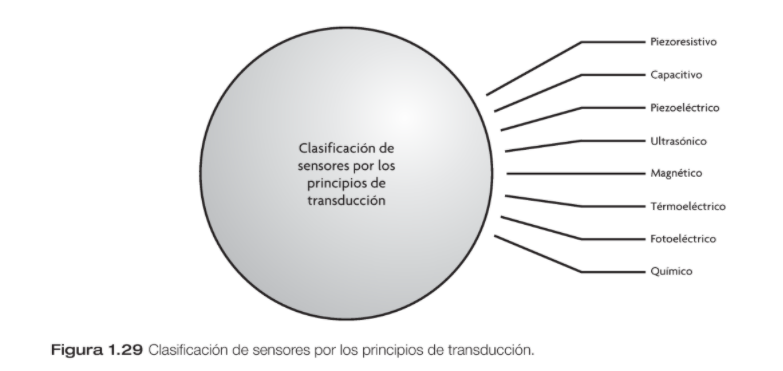 Clasificación de
sensores por los
principios de
transducción
Piezoresistivo
Capacitivo
Piezoeléctrico
Ultrasónico
Magnético
Térmoeléctrico
Fotoeléctrico
Químico
Figura 1.29 Clasificación de sensores por los principios de transducción.